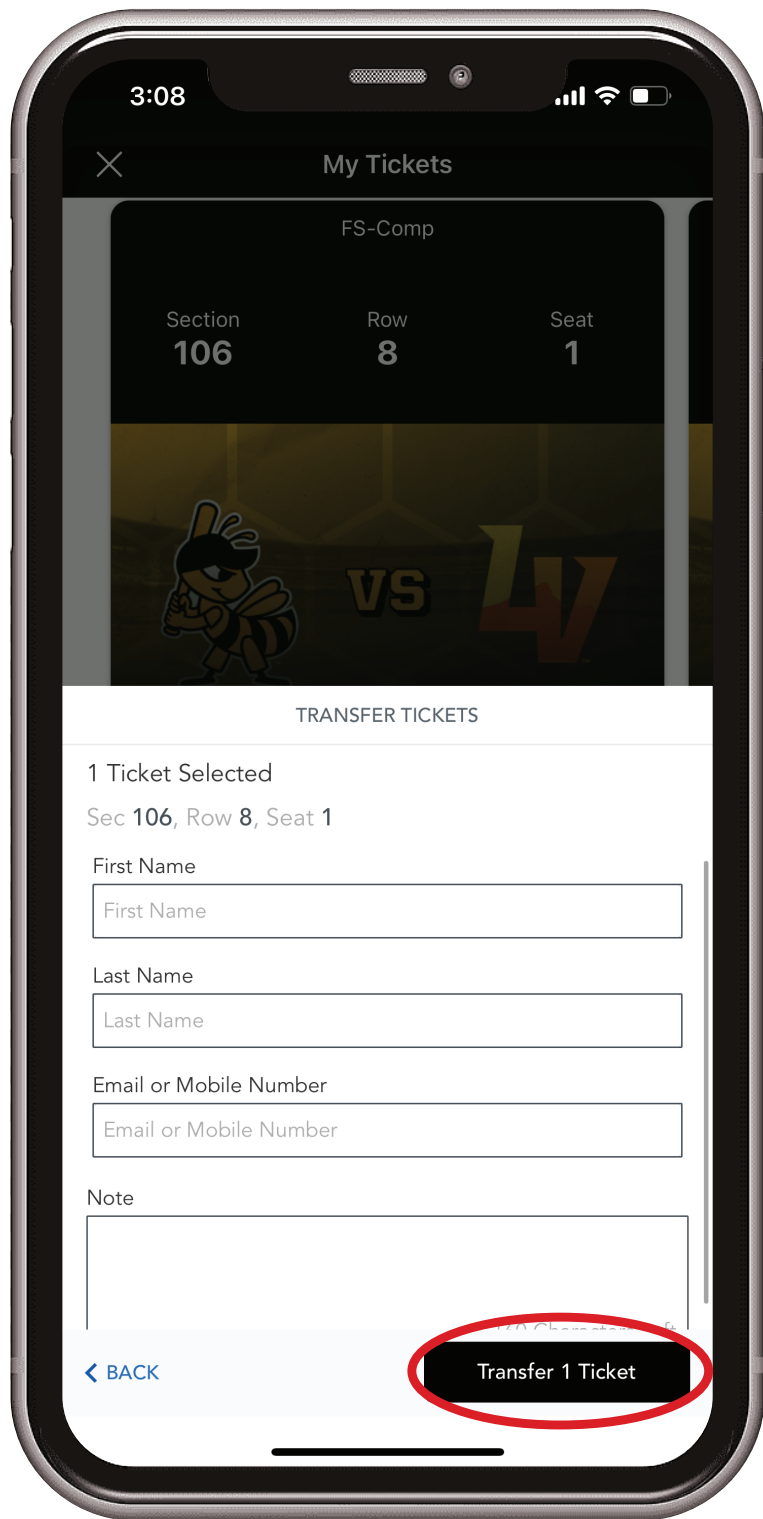 3:08
My Tickets
FS-Comp
Section Row Seat
106 8 1
VS LV
TRANSFER TICKETS
1 Ticket Selected
Sec 106, Row 8, Seat 1
First Name
First Name
Last Name
Last Name
Email or Mobile Number
Email or Mobile Number
Note
Characters
BACK
Transfer 1 Ticket